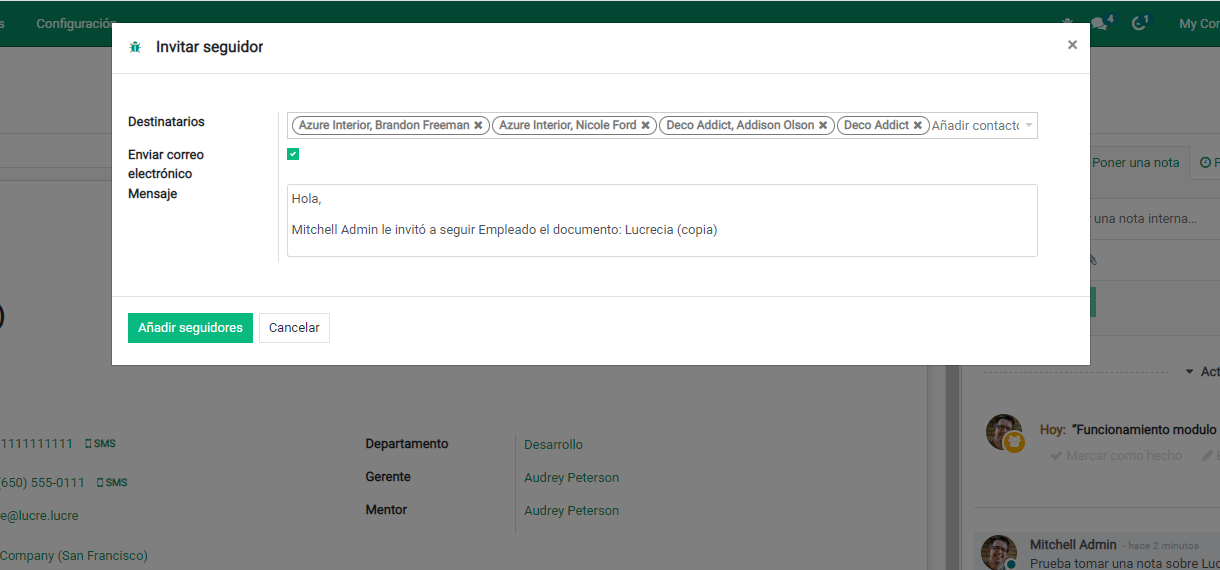 Configuración
4
1
My Cor
Invitar seguidor
×
Destinatarios
Azure Interior, Brandon Freeman ✖ Azure Interior, Nicole Ford ✖ Deco Addict, Addison Olson ✖ Deco Addict ✖ Añadir contacto
Enviar correo
electrónico
Mensaje
Hola,
Mitchell Admin le invitó a seguir Empleado el documento: Lucrecia (copia)
Añadir seguidores
Cancelar
Poner una nota
una nota interna...
)
Act
Hoy: “Funcionamiento modulo
Marcar como hecho
1111111111 SMS
(650) 555-0111 SMS
e@lucre.lucre
Company (San Francisco)
Departamento
Desarrollo
Gerente
Audrey Peterson
Mentor
Audrey Peterson
Mitchell Admin - hace 2 minutos
Prueba tomar una nota sobre Luc